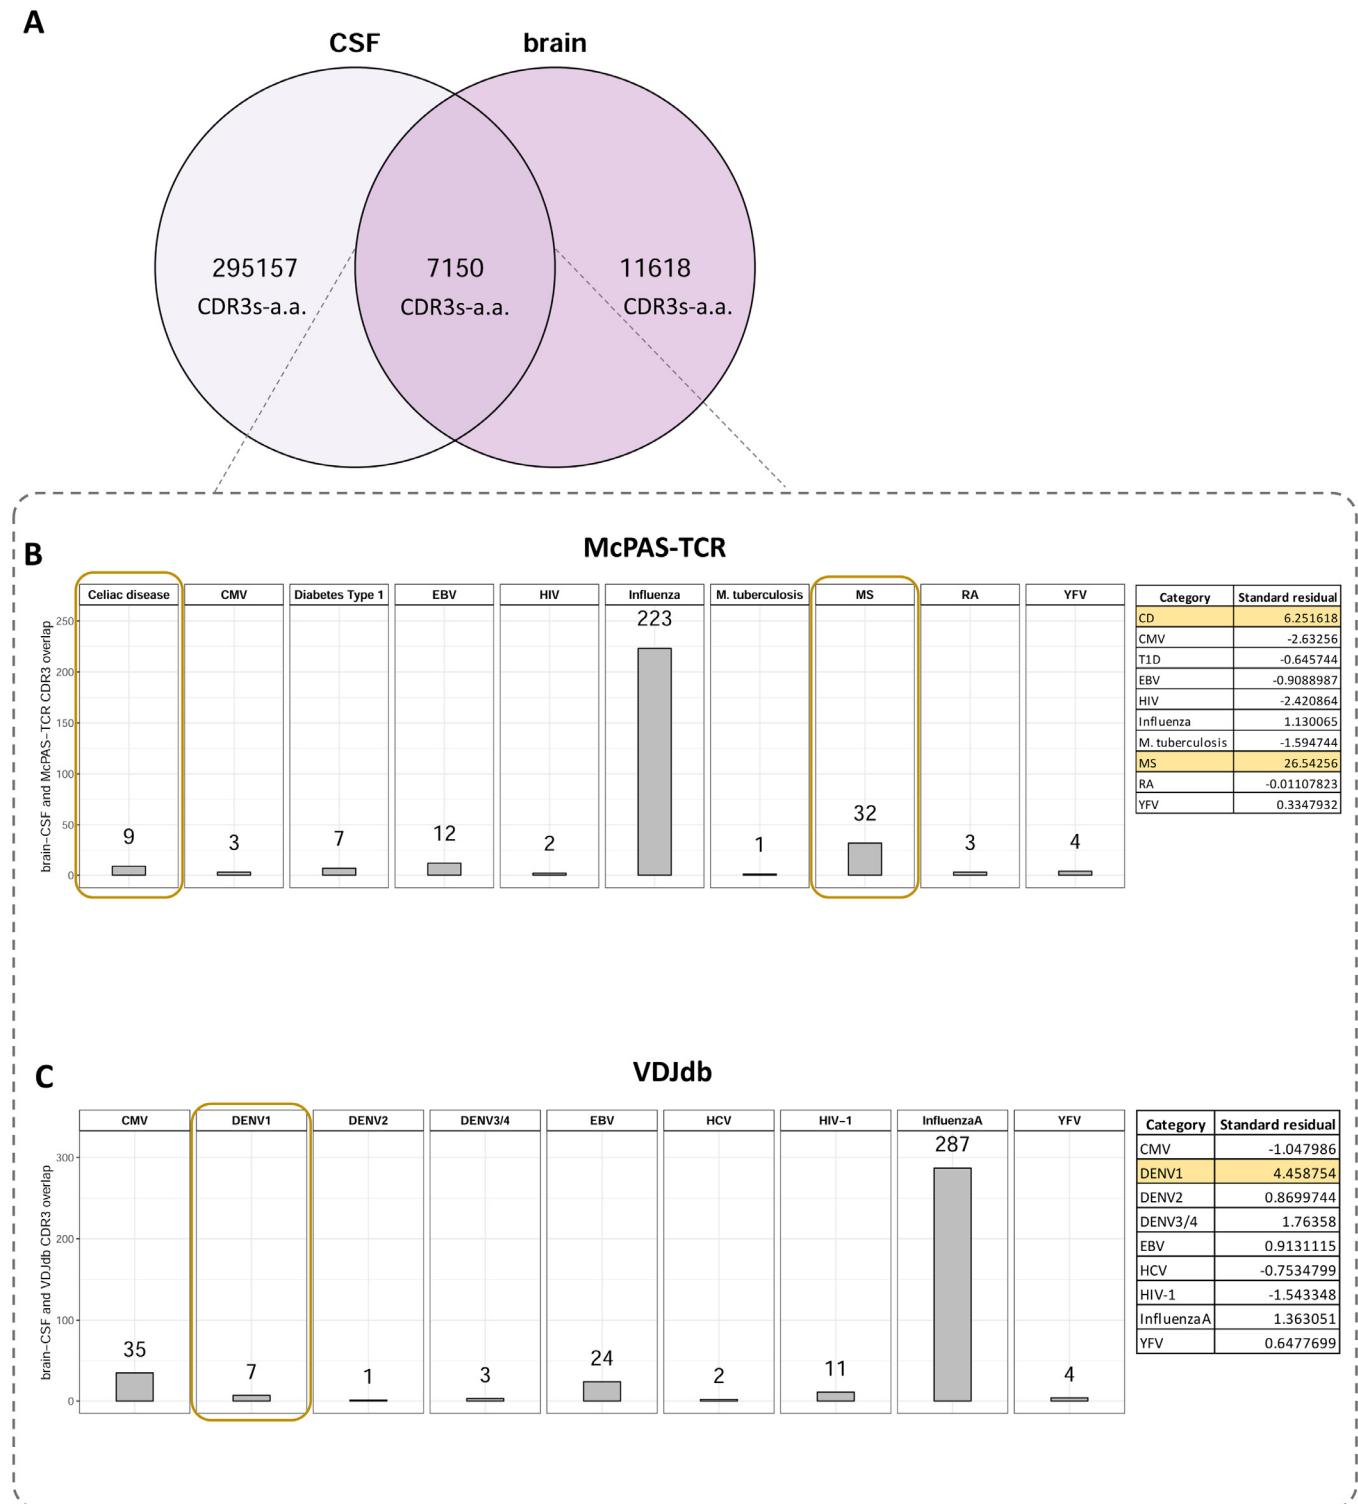 A
CSF brain
295157 7150 11618
CDR3s-a.a. CDR3s-a.a. CDR3s-a.a.
B
McPAS-TCR
brain−CSF and McPAS−TCR CDR3 overlap
Celiac disease CMV Diabetes Type 1 EBV HIV Influenza M. tuberculosis MS RA YFV
250
200
150
100
50
0
9 3 7 12 2 223 1 32 3 4
Category Standard residual
CD 6.251618
CMV -2.63256
T1D -0.645744
EBV -0.9088987
HIV -2.420864
Influenza 1.130065
M. tuberculosis -1.594744
MS 26.54256
RA -0.01107823
YFV 0.3347932
C
VDJdb
brain−CSF and VDJdb CDR3 overlap
CMV DENV1 DENV2 DENV3/4 EBV HCV HIV−1 InfluenzaA YFV
300
200
100
0
35 7 1 3 24 2 11 287 4
Category Standard residual
CMV -1.047986
DENV1 4.458754
DENV2 0.8699744
DENV3/4 1.76358
EBV 0.9131115
HCV -0.7534799
HIV-1 -1.543348
InfluenzaA 1.363051
YFV 0.6477699